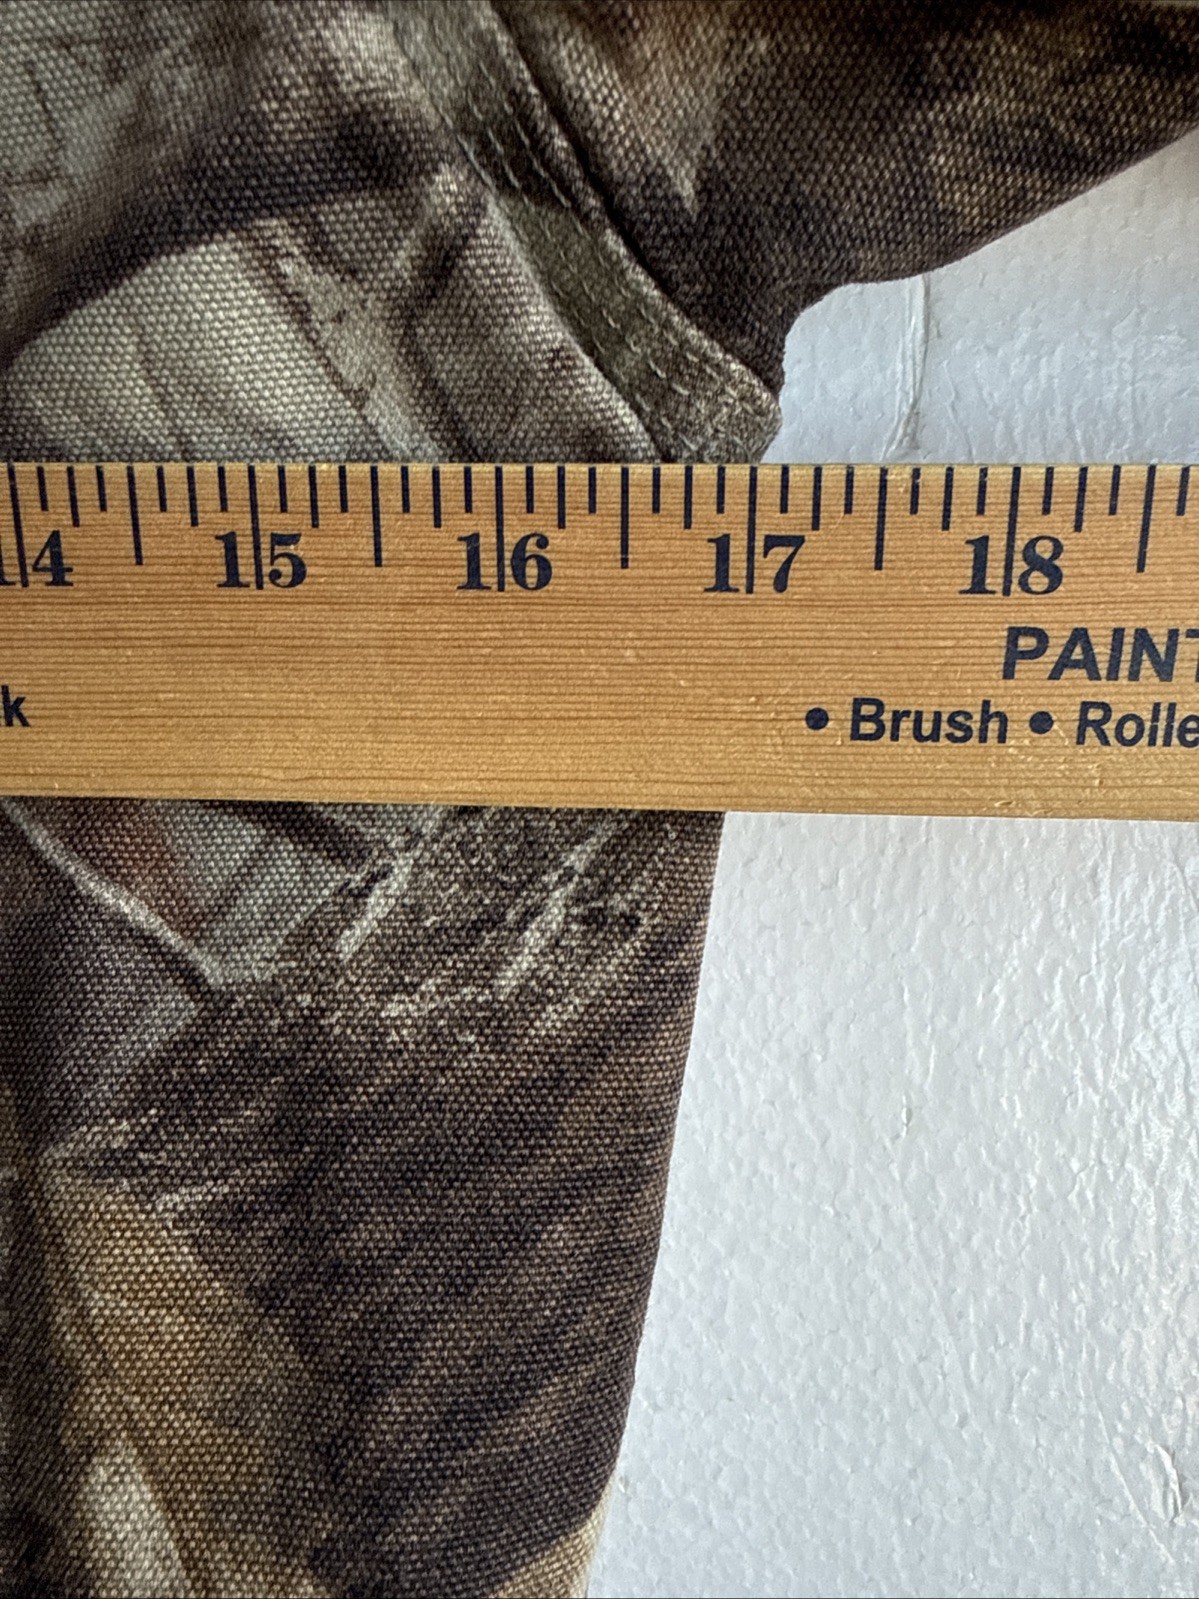 14 15 16 17 18
PAINT
k • Brush • Rolle